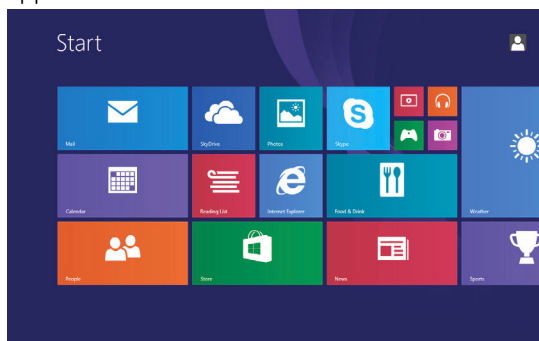 Start
Mail
SkyDrive
Photos
Skype
Calendar
Reading List
Internet Explorer
Food & Drink
Weather
People
Store
News
Sports